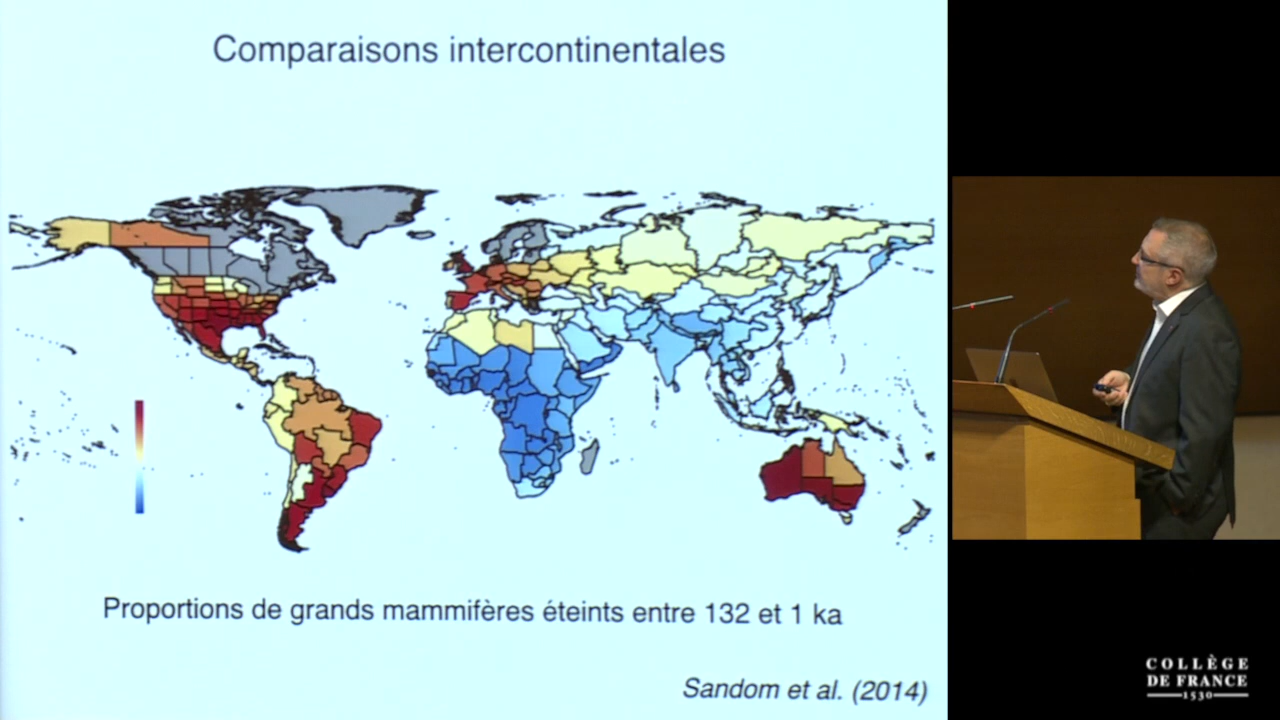 Comparaisons intercontinentales
Proportions de grands mammifères éteints entre 132 et 1 ka
Sandom et al. (2014)
COLLÈGE
DE FRANCE
1530